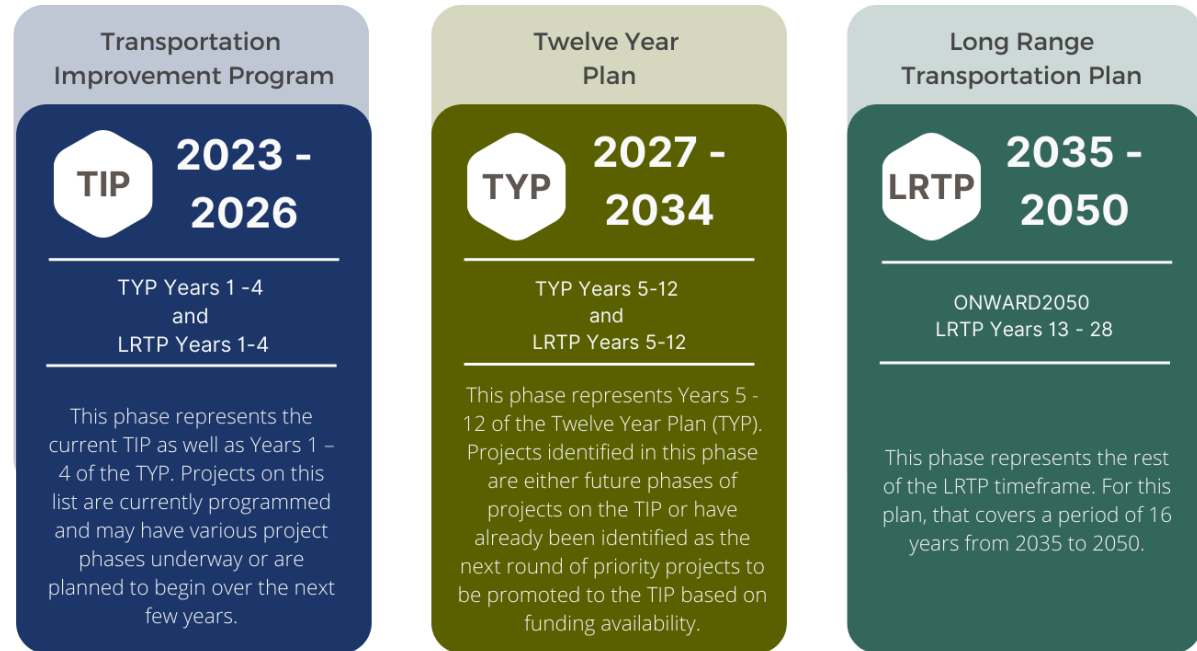 Transportation
Improvement Program
TIP
2023 -
2026
TYP Years 1 -4
and
LRTP Years 1-4
This phase represents the
current TIP as well as Years 1 –
4 of the TYP. Projects on this
list are currently programmed
and may have various project
phases underway or are
planned to begin over the next
few years.
Twelve Year
Plan
TYP
2027 -
2034
TYP Years 5-12
and
LRTP Years 5-12
This phase represents Years 5 -
12 of the Twelve Year Plan (TYP).
Projects identified in this phase
are either future phases of
projects on the TIP or have
already been identified as the
next round of priority projects to
be promoted to the TIP based on
funding availability.
Long Range
Transportation Plan
LRTP
2035 -
2050
ONWARD2050
LRTP Years 13 - 28
This phase represents the rest
of the LRTP timeframe. For this
plan, that covers a period of 16
years from 2035 to 2050.